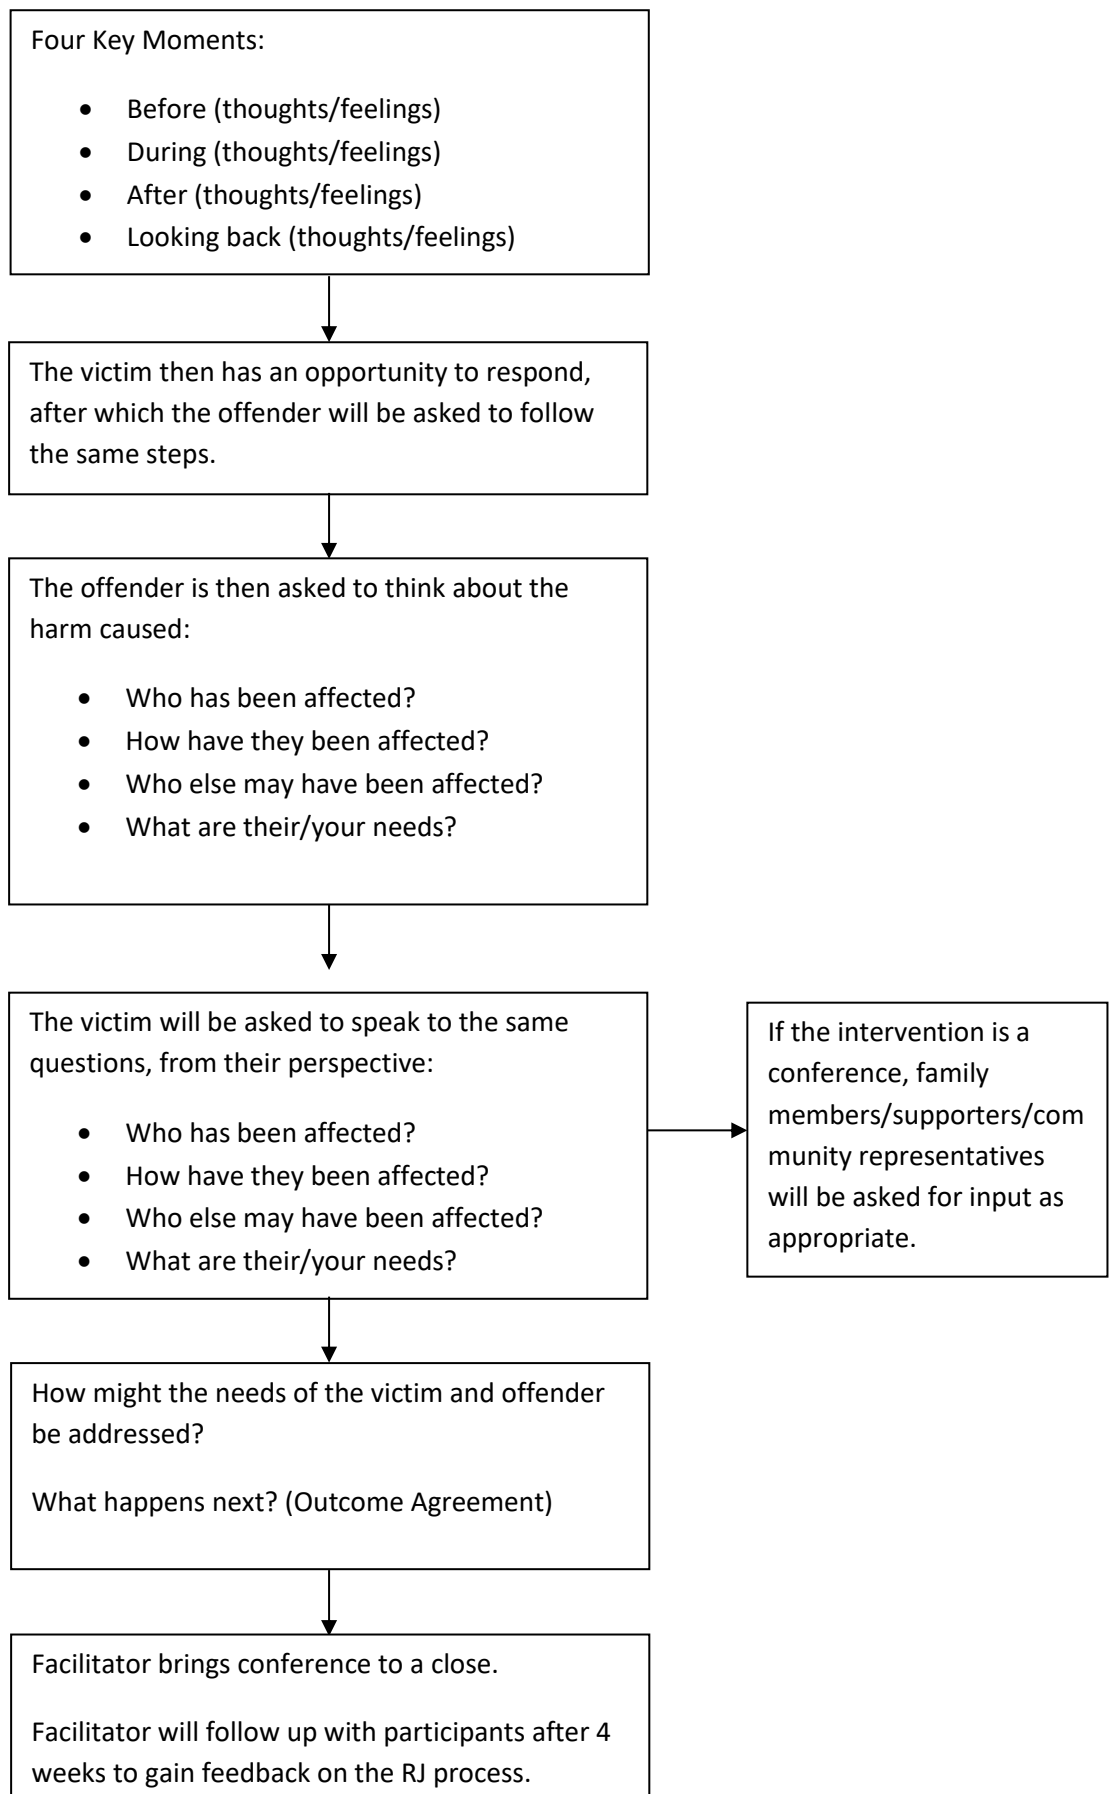 Four Key Moments:
• Before (thoughts/feelings)
• During (thoughts/feelings)
• After (thoughts/feelings)
• Looking back (thoughts/feelings)
The victim then has an opportunity to respond,
after which the offender will be asked to follow
the same steps.
The offender is then asked to think about the
harm caused:
• Who has been affected?
• How have they been affected?
• Who else may have been affected?
• What are their/your needs?
The victim will be asked to speak to the same
questions, from their perspective:
• Who has been affected?
• How have they been affected?
• Who else may have been affected?
• What are their/your needs?
If the intervention is a
conference, family
members/supporters/com
munity representatives
will be asked for input as
appropriate.
How might the needs of the victim and offender
be addressed?
What happens next? (Outcome Agreement)
Facilitator brings conference to a close.
Facilitator will follow up with participants after 4
weeks to gain feedback on the RJ process.